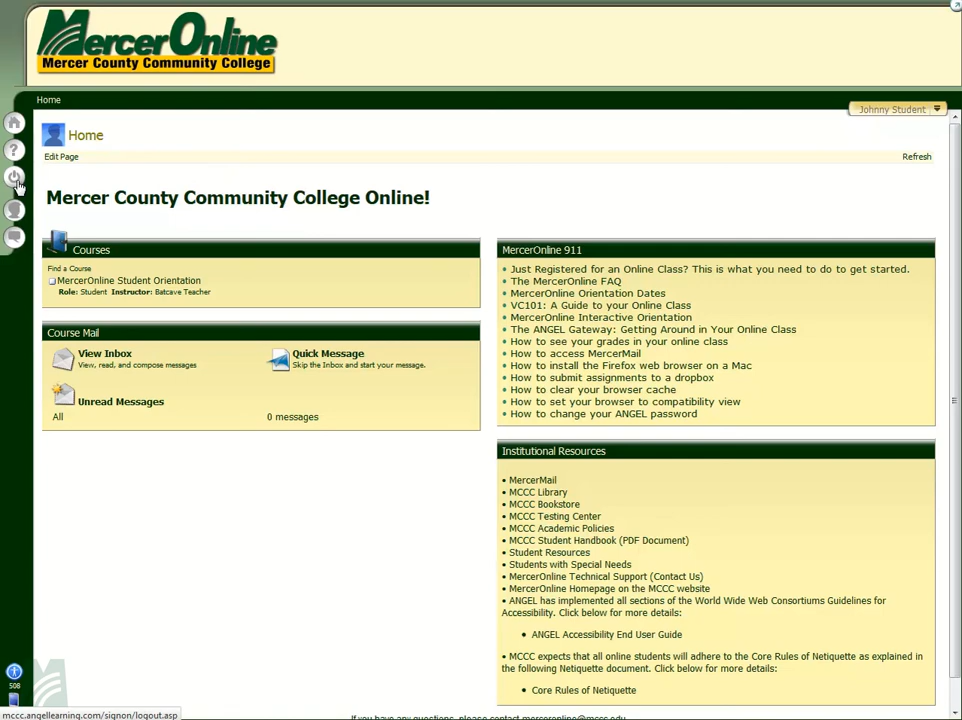 MercerOnline
Mercer County Community College
Home
Johnny Student
Home
Edit Page
Refresh
Mercer County Community College Online!
Courses
Find a Course
MercerOnline Student Orientation
Role: Student Instructor: Batcave Teacher
Course Mail
View Inbox
View, read, and compose messages
Quick Message
Skip the Inbox and start your message.
Unread Messages
All
0 messages
MercerOnline 911
• Just Registered for an Online Class? This is what you need to do to get started.
• The MercerOnline FAQ
• MercerOnline Orientation Dates
• VC101: A Guide to your Online Class
• MercerOnline Interactive Orientation
• The ANGEL Gateway: Getting Around in Your Online Class
• How to see your grades in your online class
• How to access MercerMail
• How to install the Firefox web browser on a Mac
• How to submit assignments to a dropbox
• How to clear your browser cache
• How to set your browser to compatibility view
• How to change your ANGEL password
Institutional Resources
• MercerMail
• MCCC Library
• MCCC Bookstore
• MCCC Testing Center
• MCCC Academic Policies
• MCCC Student Handbook (PDF Document)
• Student Resources
• Students with Special Needs
• MercerOnline Technical Support (Contact Us)
• MercerOnline Homepage on the MCCC website
• ANGEL has implemented all sections of the World Wide Web Consortiums Guidelines for
Accessibility. Click below for more details:
• ANGEL Accessibility End User Guide
• MCCC expects that all online students will adhere to the Core Rules of Netiquette as explained in
the following Netiquette document. Click below for more details:
• Core Rules of Netiquette
508
mccc.angellearning.com/signon/logout.asp
If you have any questions, please contact merceronline@mccc.edu